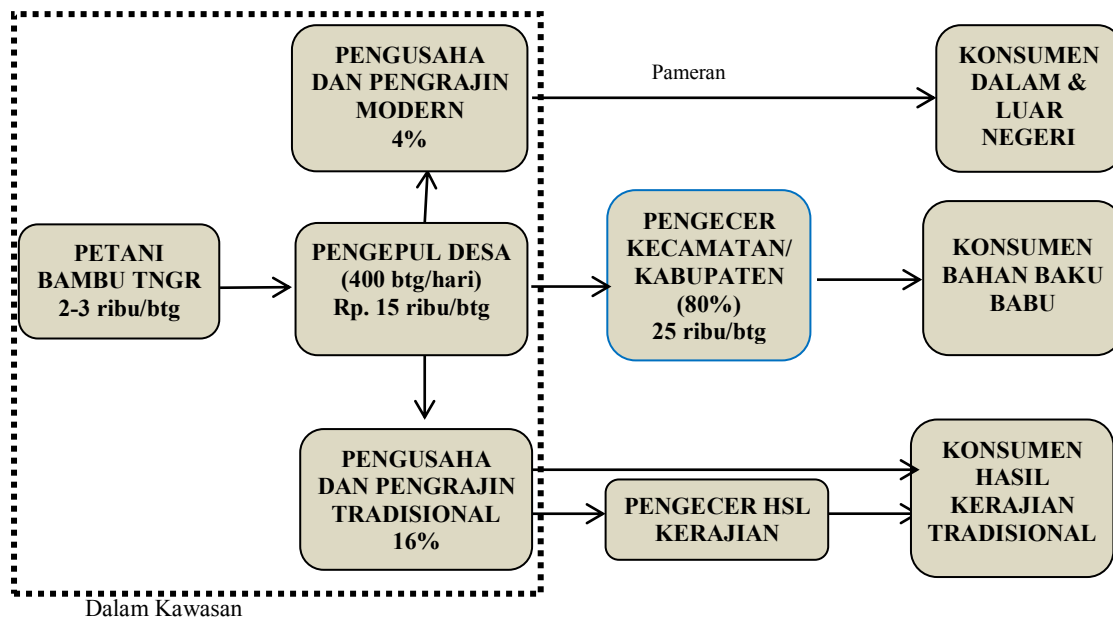 PENGUSAHA
DAN PENGRAJIN
MODERN
4%
Pameran
KONSUMEN
DALAM &
LUAR
NEGERI
PETANI
BAMBU TNGR
2-3 ribu/btg
PENGEPUL DESA
(400 btg/hari)
Rp. 15 ribu/btg
PENGECER
KECAMATAN/
KABUPATEN
(80%)
25 ribu/btg
KONSUMEN
BAHAN BAKU
BABU
PENGUSAHA
DAN PENGRAJIN
TRADISIONAL
16%
PENGECER HSL
KERAJIAN
KONSUMEN
HASIL
KERAJIAN
TRADISIONAL
Dalam Kawasan